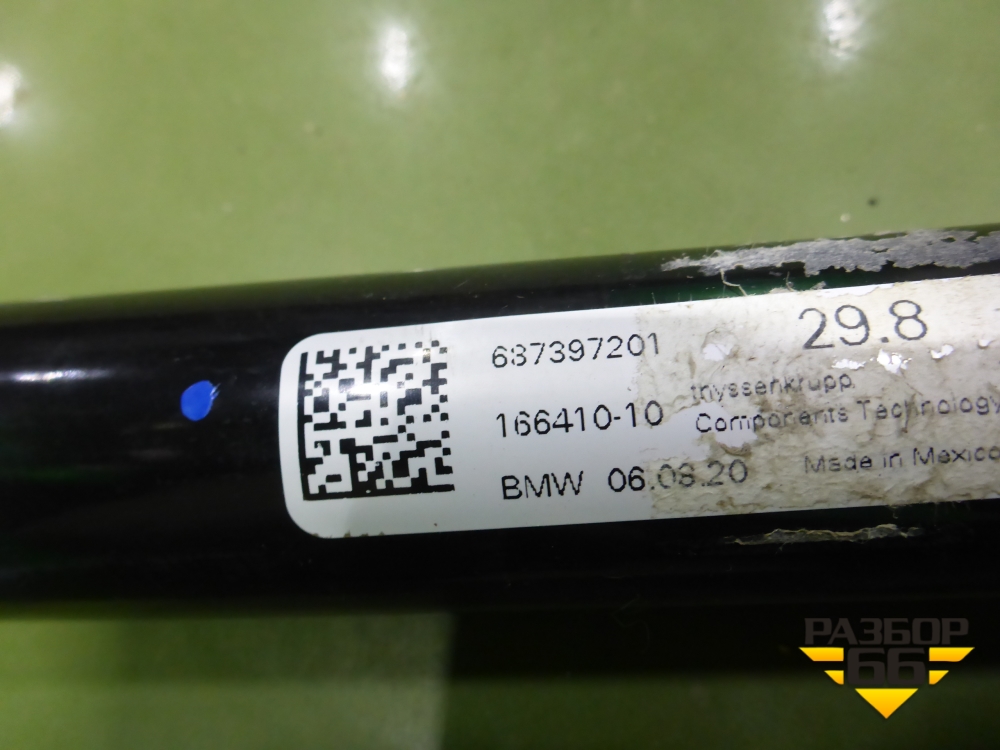 687397201
29.8
166410-10
thyssenkrupp
Components Technology
BMW 06.08.20
Made in Mexico
РАЗБОР
66